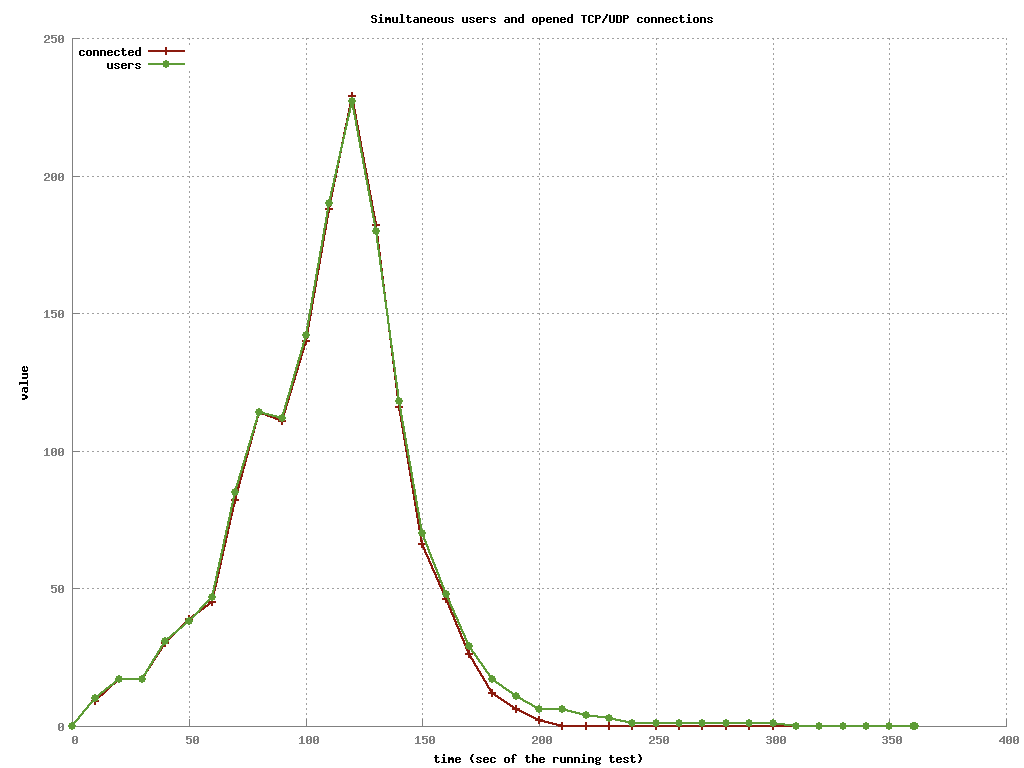 Simultaneous users and opened TCP/UDP connections
250
connected
users
200
150
value
100
50
0
0 50 100 150 200 250 300 350 400
time (sec of the running test)